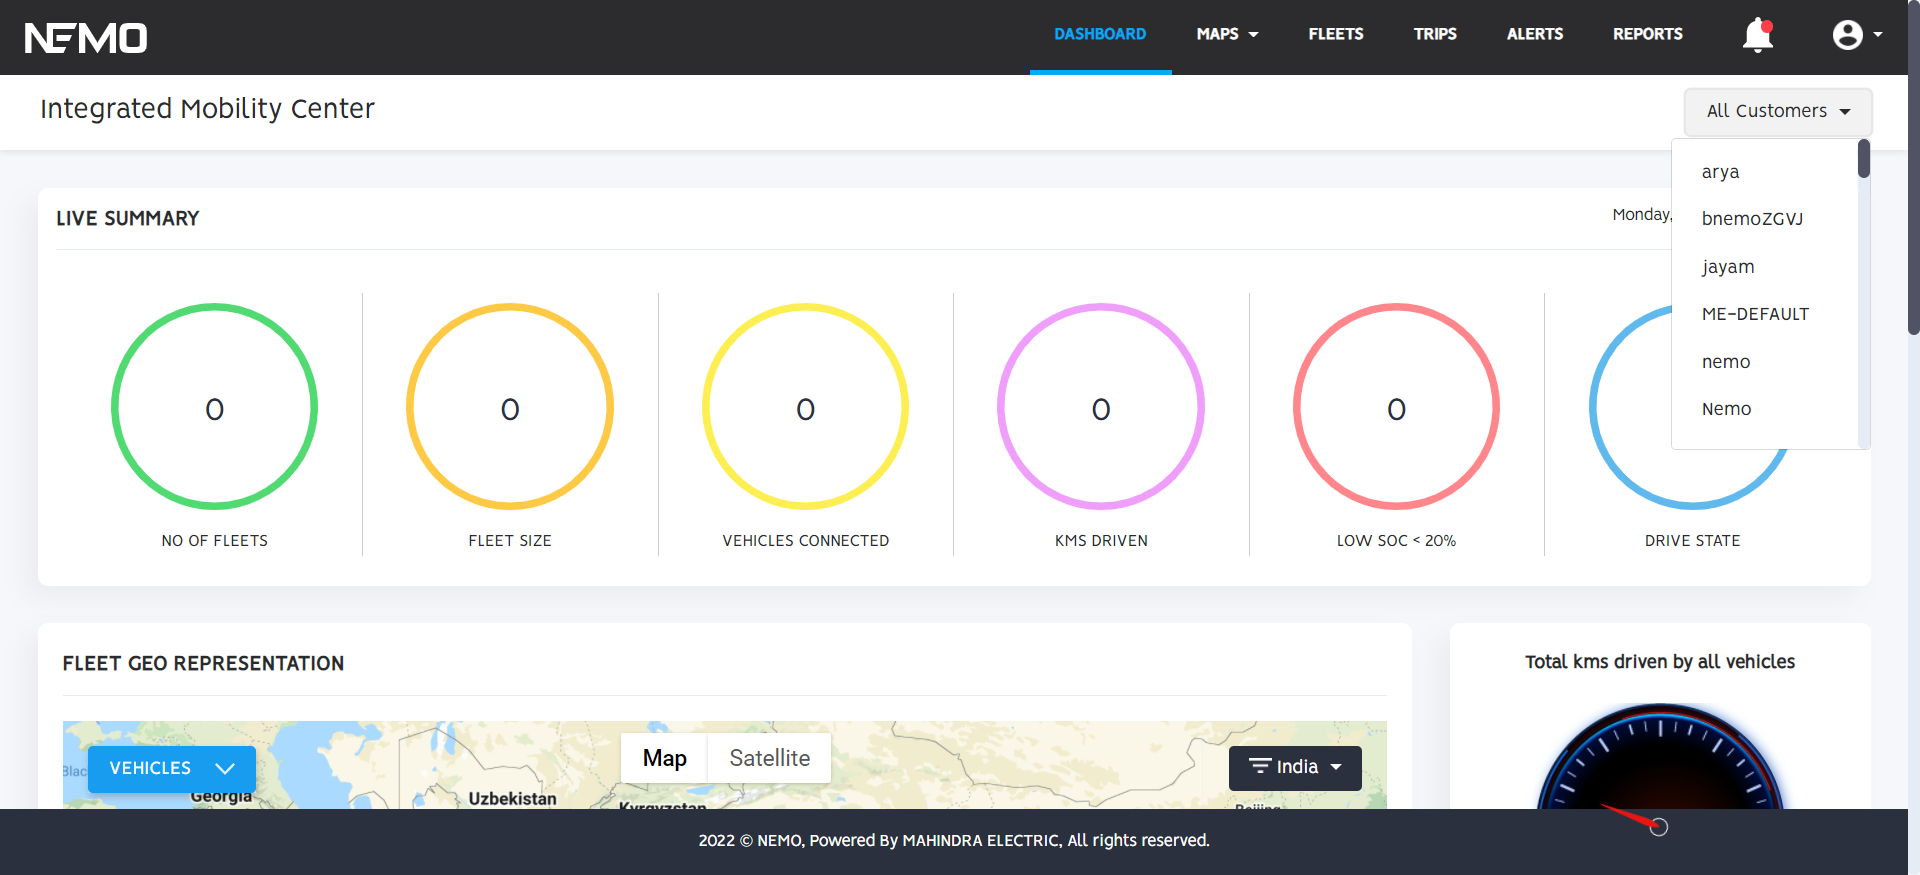 NEMO
DASHBOARD
MAPS
FLEETS
TRIPS
ALERTS
REPORTS
Integrated Mobility Center
All Customers
arya
bnemoZGVJ
jayam
ME-DEFAULT
nemo
Nemo
LIVE SUMMARY
Monday,
0
0
0
0
0
NO OF FLEETS
FLEET SIZE
VEHICLES CONNECTED
KMS DRIVEN
LOW SOC < 20%
DRIVE STATE
FLEET GEO REPRESENTATION
Total kms driven by all vehicles
VEHICLES
Map
Satellite
India
Blac
Georgia
Uzbekistan
Kyrgyzstan
Beijing
2022 © NEMO, Powered By MAHINDRA ELECTRIC, All rights reserved.